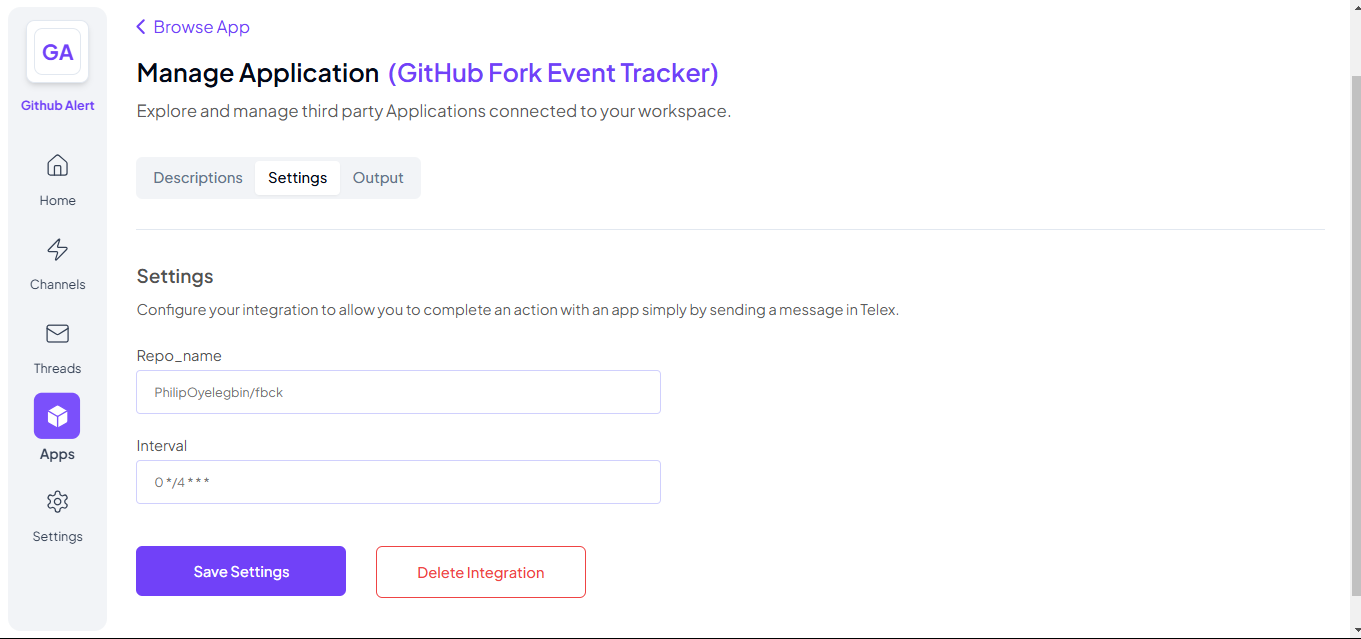 GA
Github Alert
Home
Channels
Threads
Apps
Settings
Browse App
Manage Application (GitHub Fork Event Tracker)
Explore and manage third party Applications connected to your workspace.
Descriptions Settings Output
Settings
Configure your integration to allow you to complete an action with an app simply by sending a message in Telex.
Repo_name
PhilipOyelegbin/fbck
Interval
0 */4 * * *
Save Settings Delete Integration